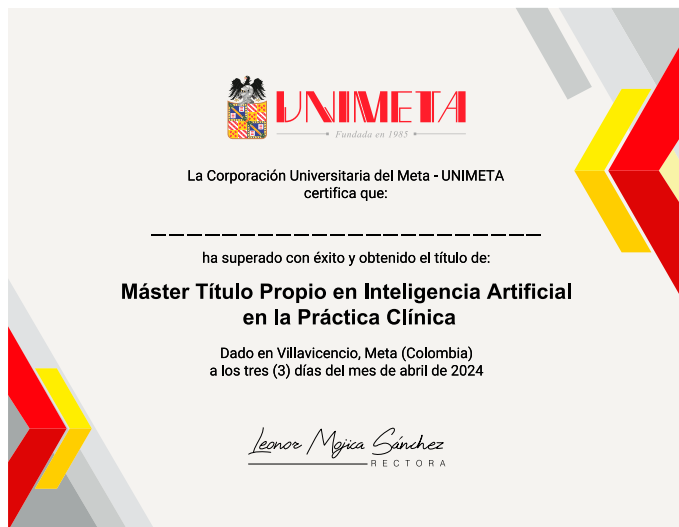 UNIMETA
Fundada en 1985
La Corporación Universitaria del Meta - UNIMETA
certifica que:
ha superado con éxito y obtenido el título de:
Máster Título Propio en Inteligencia Artificial
en la Práctica Clínica
Dado en Villavicencio, Meta (Colombia)
a los tres (3) días del mes de abril de 2024
Leonor Mojica Sánchez
RECTORA